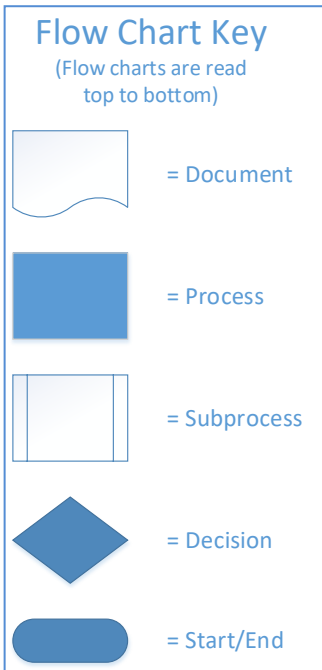 Flow Chart Key
(Flow charts are read
top to bottom)
= Document
= Process
= Subprocess
= Decision
= Start/End